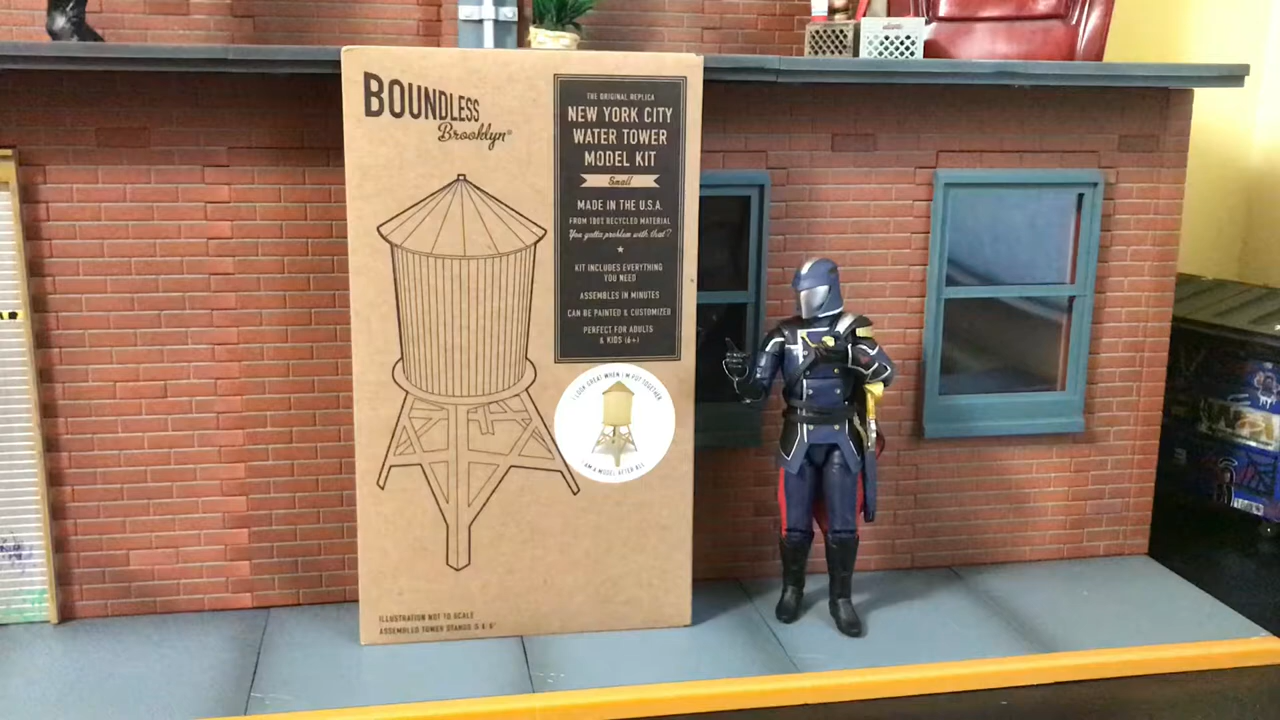 BOUNDLESS
Brooklyn®
THE ORIGINAL REPLICA
NEW YORK CITY
WATER TOWER
MODEL KIT
Small
MADE IN THE U.S.A.
FROM 100% RECYCLED MATERIAL
You gotta problem with that?
KIT INCLUDES EVERYTHING
YOU NEED
ASSEMBLES IN MINUTES
CAN BE PAINTED & CUSTOMIZED
PERFECT FOR ADULTS
& KIDS (6+)
I LOOK GREAT WHEN I'M PUT TOGETHER
I AM A MODEL AFTER ALL
ILLUSTRATION NOT TO SCALE
ASSEMBLED TOWER STANDS